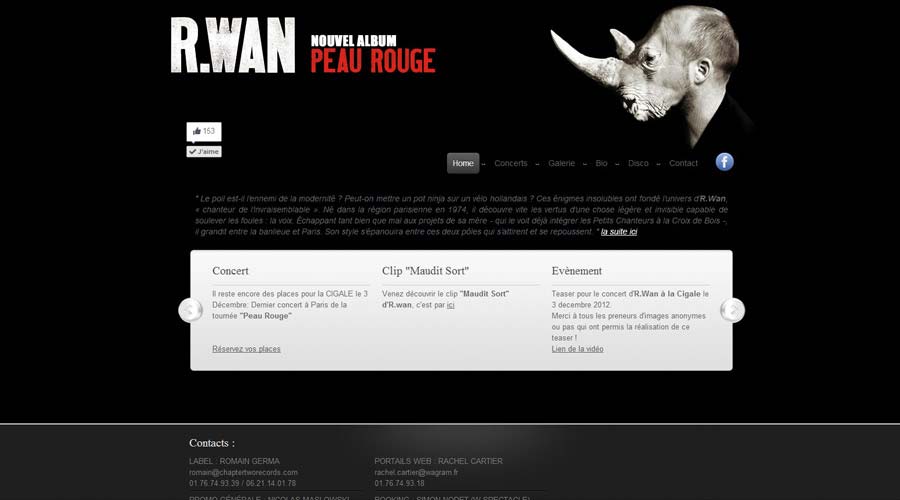 R.WAN
NOUVEL ALBUM
PEAU ROUGE
153
J'aime
Home
Concerts
Galerie
Bio
Disco
Contact
" Le poil est-il l'ennemi de la modernité ? Peut-on mettre un pot ninja sur un vélo hollandais ? Ces énigmes insolubles ont fondé l'univers d'R.Wan,
« chanteur de l'invraisemblable ». Né dans la région parisienne en 1974, il découvre vite les vertus d'une chose légère et invisible capable de
soulever les foules : la voix. Échappant tant bien que mal aux projets de sa mère - qui le voit déjà intégrer les Petits Chanteurs à la Croix de Bois -,
il grandit entre la banlieue et Paris. Son style s'épanouira entre ces deux pôles qui s'attirent et se repoussent. " la suite ici
Concert
Il reste encore des places pour la CIGALE le 3
Décembre: Dernier concert à Paris de la
tournée "Peau Rouge"
Réservez vos places
Clip "Maudit Sort"
Venez découvrir le clip "Maudit Sort"
d'R.wan, c'est par ici
Evènement
Teaser pour le concert d'R.Wan à la Cigale le
3 decembre 2012.
Merci à tous les preneurs d'images anonymes
ou pas qui ont permis la réalisation de ce
teaser !
Lien de la vidéo
Contacts :
LABEL : ROMAIN GERMA
romain@chaptertworecords.com
01.76.74.93.39 / 06.21.14.01.78
PORTAILS WEB : RACHEL CARTIER
rachel.cartier@wagram.fr
01.76.74.93.18
PROMO GÉNÉRALE : NICOLAS MASLOWSKI
BOOKING : SIMON NODET (W SPECTACLE)